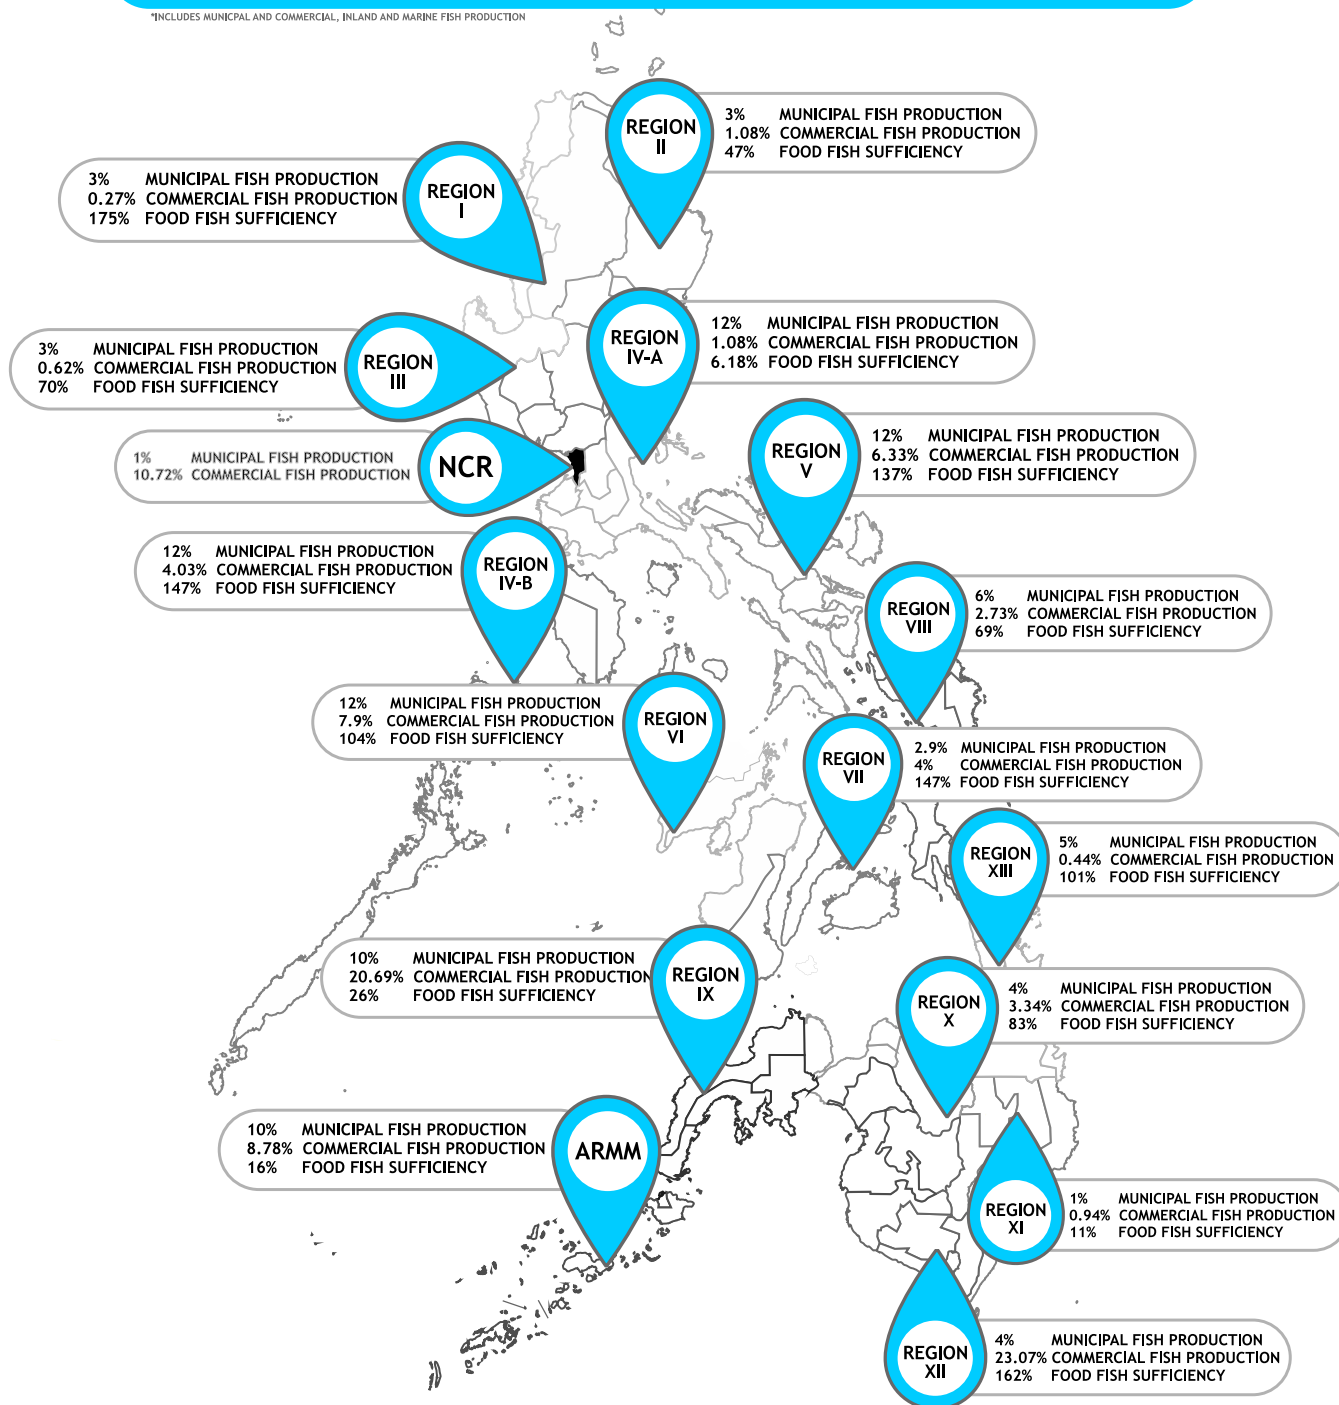 *INCLUDES MUNICPAL AND COMMERCIAL, INLAND AND MARINE FISH PRODUCTION
REGION
II
3% MUNICIPAL FISH PRODUCTION
1.08% COMMERCIAL FISH PRODUCTION
47% FOOD FISH SUFFICIENCY
3% MUNICIPAL FISH PRODUCTION
0.27% COMMERCIAL FISH PRODUCTION
175% FOOD FISH SUFFICIENCY
REGION
I
REGION
IV-A
12% MUNICIPAL FISH PRODUCTION
1.08% COMMERCIAL FISH PRODUCTION
6.18% FOOD FISH SUFFICIENCY
3% MUNICIPAL FISH PRODUCTION
0.62% COMMERCIAL FISH PRODUCTION
70% FOOD FISH SUFFICIENCY
REGION
III
REGION
V
12% MUNICIPAL FISH PRODUCTION
6.33% COMMERCIAL FISH PRODUCTION
137% FOOD FISH SUFFICIENCY
1% MUNICIPAL FISH PRODUCTION
10.72% COMMERCIAL FISH PRODUCTION
NCR
12% MUNICIPAL FISH PRODUCTION
4.03% COMMERCIAL FISH PRODUCTION
147% FOOD FISH SUFFICIENCY
REGION
IV-B
REGION
VIII
6% MUNICIPAL FISH PRODUCTION
2.73% COMMERCIAL FISH PRODUCTION
69% FOOD FISH SUFFICIENCY
12% MUNICIPAL FISH PRODUCTION
7.9% COMMERCIAL FISH PRODUCTION
104% FOOD FISH SUFFICIENCY
REGION
VI
REGION
VII
2.9% MUNICIPAL FISH PRODUCTION
4% COMMERCIAL FISH PRODUCTION
147% FOOD FISH SUFFICIENCY
REGION
XIII
5% MUNICIPAL FISH PRODUCTION
0.44% COMMERCIAL FISH PRODUCTION
101% FOOD FISH SUFFICIENCY
10% MUNICIPAL FISH PRODUCTION
20.69% COMMERCIAL FISH PRODUCTION
26% FOOD FISH SUFFICIENCY
REGION
IX
REGION
X
4% MUNICIPAL FISH PRODUCTION
3.34% COMMERCIAL FISH PRODUCTION
83% FOOD FISH SUFFICIENCY
10% MUNICIPAL FISH PRODUCTION
8.78% COMMERCIAL FISH PRODUCTION
16% FOOD FISH SUFFICIENCY
ARMM
REGION
XI
1% MUNICIPAL FISH PRODUCTION
0.94% COMMERCIAL FISH PRODUCTION
11% FOOD FISH SUFFICIENCY
REGION
XII
4% MUNICIPAL FISH PRODUCTION
23.07% COMMERCIAL FISH PRODUCTION
162% FOOD FISH SUFFICIENCY